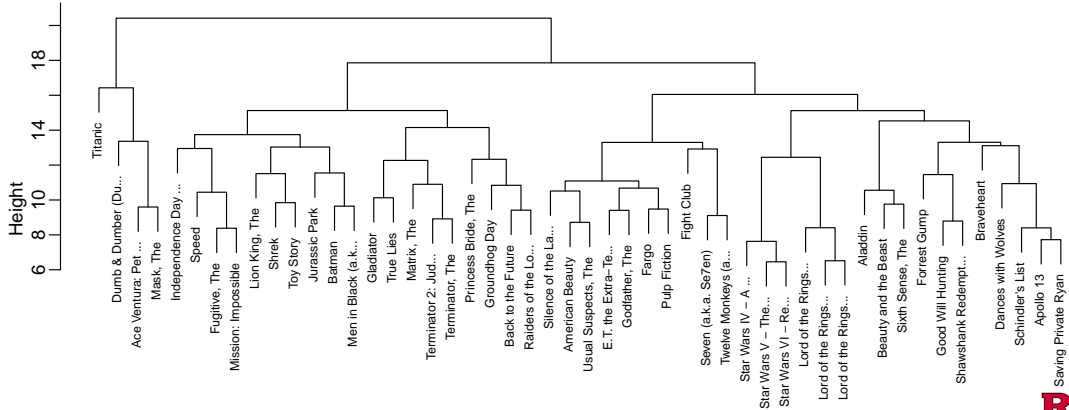 Height
18
14
10
8
6
Titanic
Dumb & Dumber (Du...
Ace Ventura: Pet ...
Mask, The
Independence Day ...
Speed
Fugitive, The
Mission: Impossible
Lion King, The
Shrek
Toy Story
Jurassic Park
Batman
Men in Black (a.k...
Gladiator
True Lies
Matrix, The
Terminator 2: Jud...
Terminator, The
Princess Bride, The
Groundhog Day
Back to the Future
Raiders of the Lo...
Silence of the La...
American Beauty
Usual Suspects, The
E.T. the Extra−Te...
Godfather, The
Fargo
Pulp Fiction
Fight Club
Seven (a.k.a. Se7en)
Twelve Monkeys (a...
Star Wars IV − A ...
Star Wars V − The...
Star Wars VI − Re...
Lord of the Rings...
Lord of the Rings...
Lord of the Rings...
Aladdin
Beauty and the Beast
Sixth Sense, The
Forrest Gump
Good Will Hunting
Shawshank Redempt...
Braveheart
Dances with Wolves
Schindler's List
Apollo 13
Saving Private Ryan
R